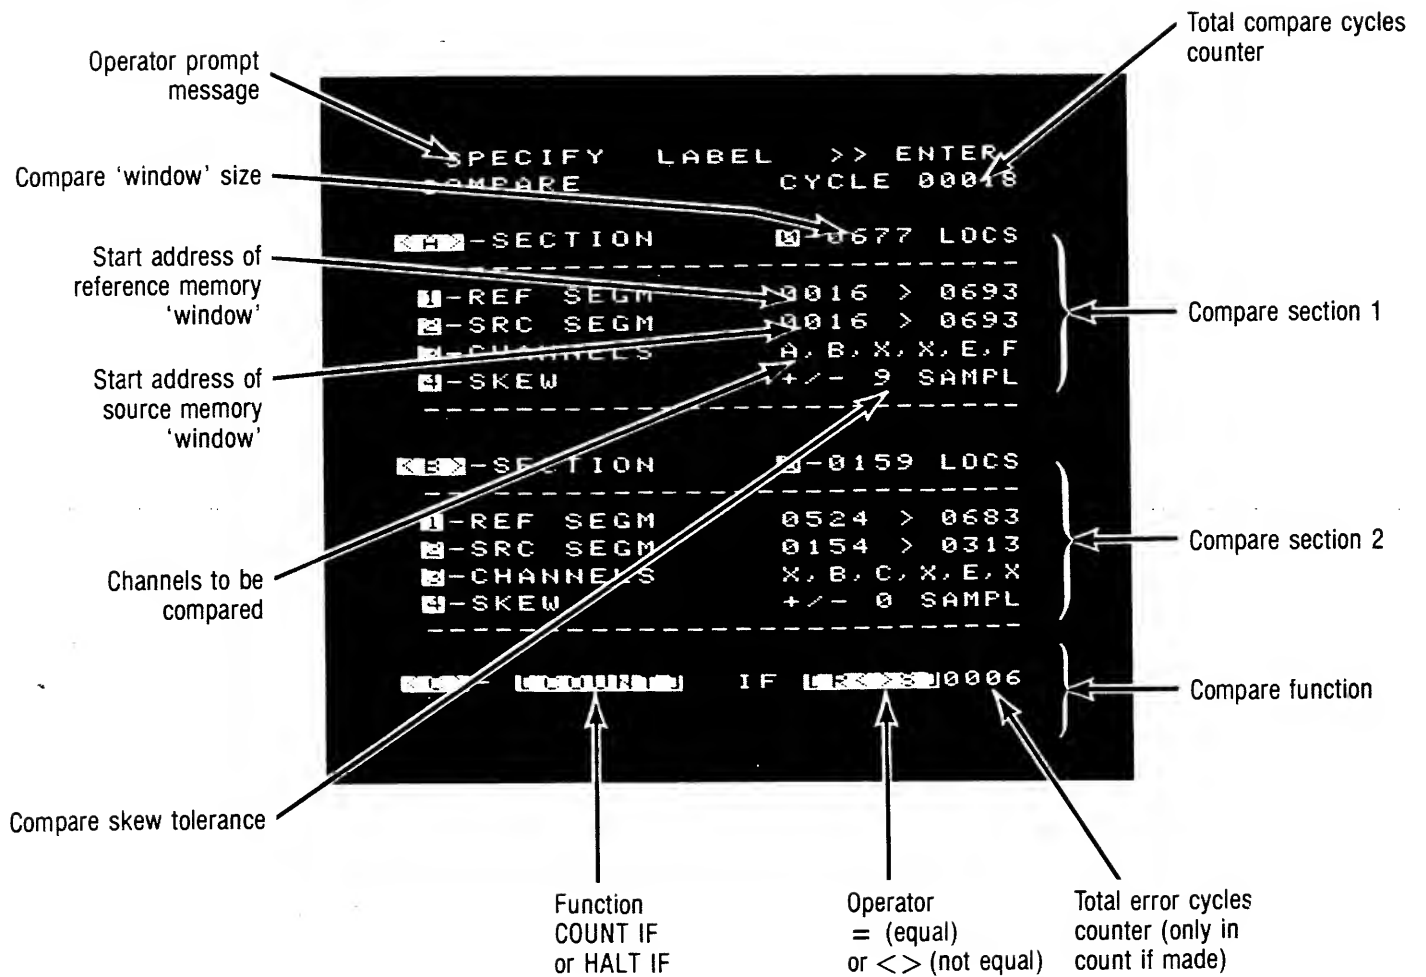 Total compare cycles
counter
Operator prompt
message
Compare 'window' size
Start address of
reference memory
'window'
Start address of
source memory
'window'
Channels to be
compared
Compare skew tolerance
SPECIFY LABEL >> ENTER
COMPARE CYCLE 00018
<A>-SECTION 0-0677 LOCS
1-REF SEGM 0016 > 0693
2-SRC SEGM 0016 > 0693
3-CHANNELS A,B,X,X,E,F
4-SKEW +/- 9 SAMPL
<B>-SECTION 0-0159 LOCS
1-REF SEGM 0524 > 0683
2-SRC SEGM 0154 > 0313
3-CHANNELS X,B,C,X,E,X
4-SKEW +/- 0 SAMPL
<C>- [COUNT] IF [R<>S]0006
Compare section 1
Compare section 2
Compare function
Function
COUNT IF
or HALT IF
Operator
= (equal)
or <> (not equal)
Total error cycles
counter (only in
count if made)